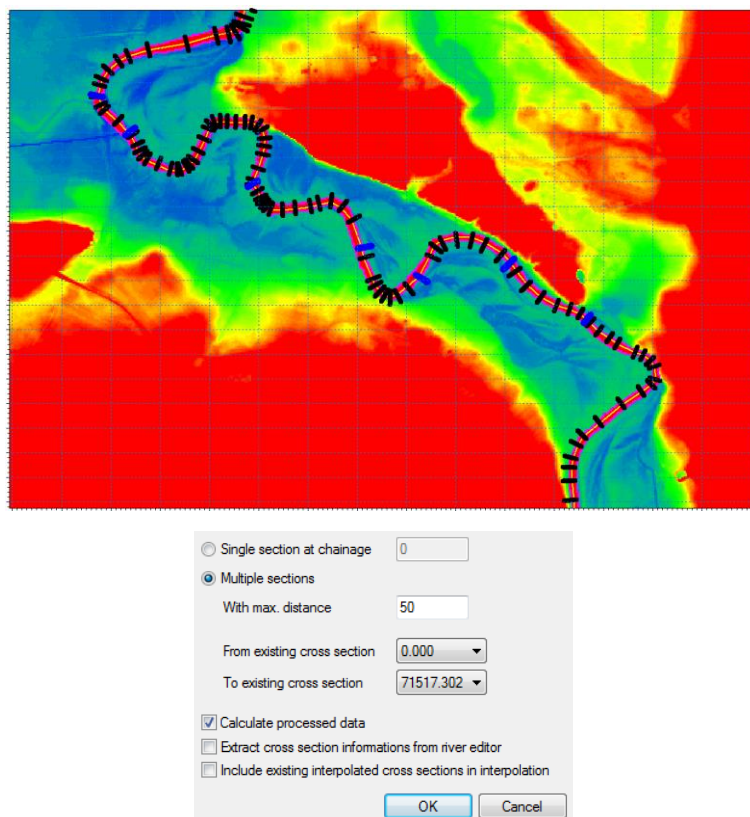 Single section at chainage 0
Multiple sections
With max. distance 50
From existing cross section 0.000
To existing cross section 71517.302
Calculate processed data
Extract cross section informations from river editor
Include existing interpolated cross sections in interpolation
OK Cancel